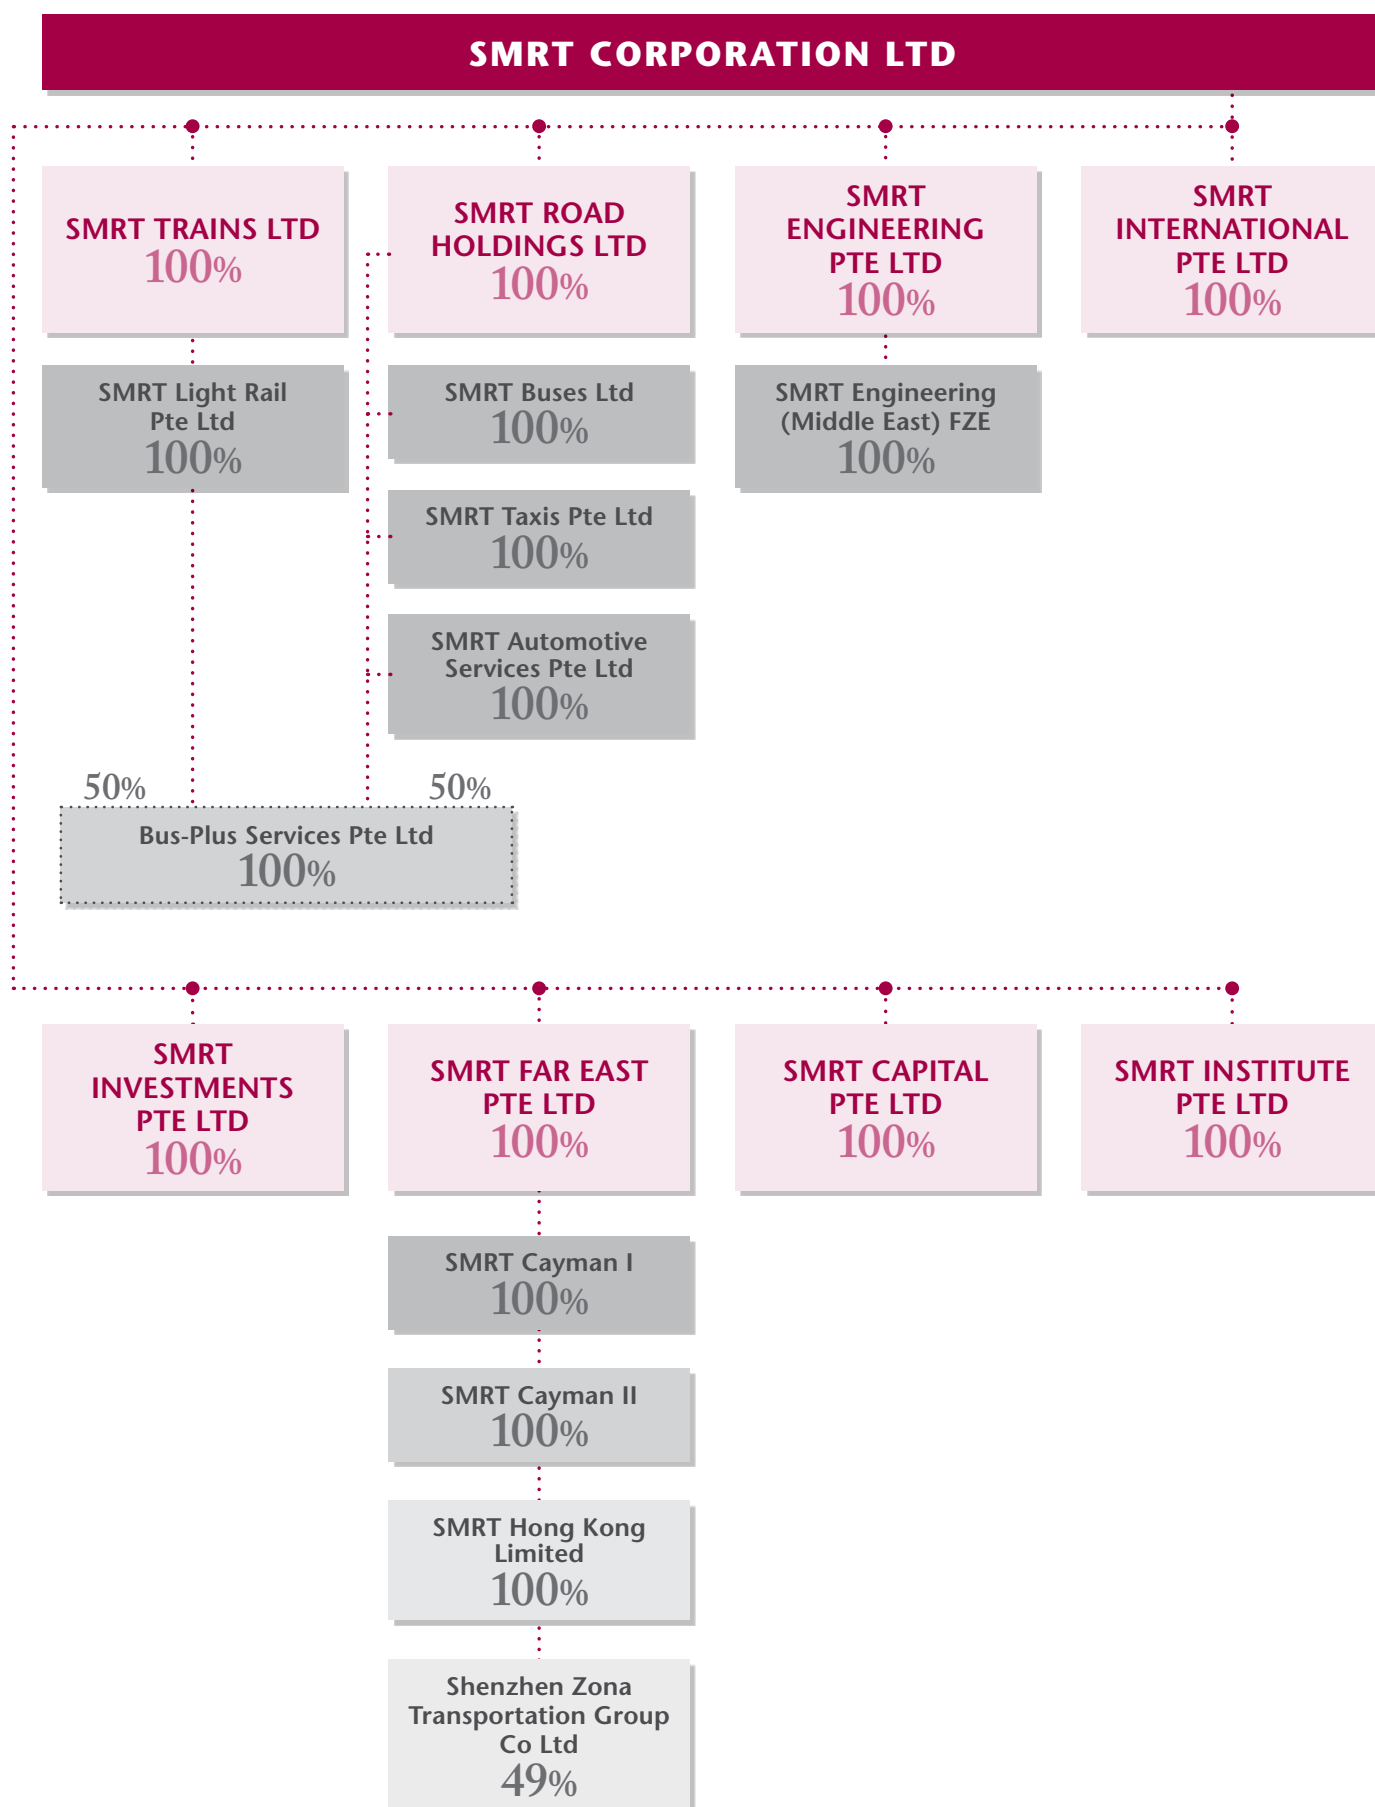 SMRT CORPORATION LTD
SMRT TRAINS LTD
100%
SMRT ROAD
HOLDINGS LTD
100%
SMRT
ENGINEERING
PTE LTD
100%
SMRT
INTERNATIONAL
PTE LTD
100%
SMRT Light Rail
Pte Ltd
100%
SMRT Buses Ltd
100%
SMRT Engineering
(Middle East) FZE
100%
SMRT Taxis Pte Ltd
100%
SMRT Automotive
Services Pte Ltd
100%
50%
50%
Bus-Plus Services Pte Ltd
100%
SMRT
INVESTMENTS
PTE LTD
100%
SMRT FAR EAST
PTE LTD
100%
SMRT CAPITAL
PTE LTD
100%
SMRT INSTITUTE
PTE LTD
100%
SMRT Cayman I
100%
SMRT Cayman II
100%
SMRT Hong Kong
Limited
100%
Shenzhen Zona
Transportation Group
Co Ltd
49%